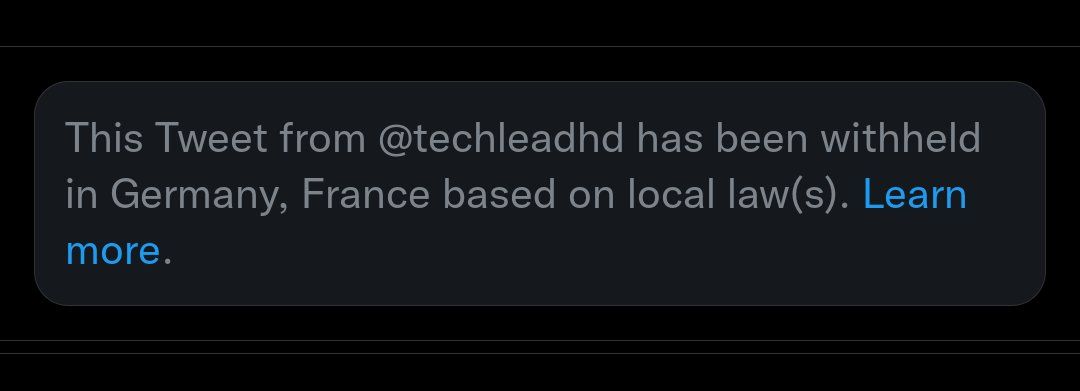 This Tweet from @techleadhd has been withheld
in Germany, France based on local law(s). Learn
more.